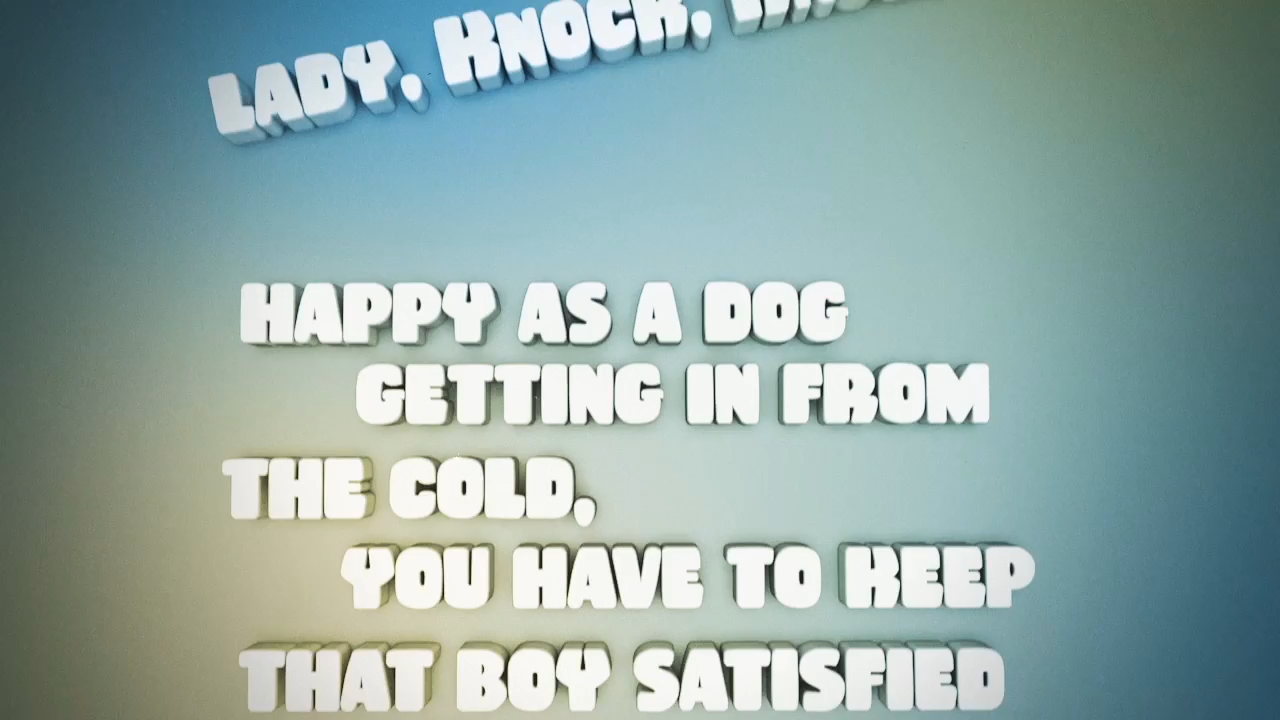 LADY, KNOCK,
HAPPY AS A DOG
GETTING IN FROM
THE COLD,
YOU HAVE TO KEEP
THAT BOY SATISFIED